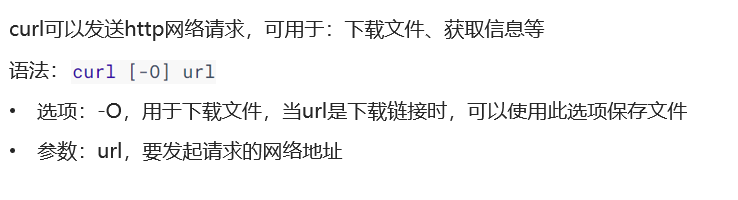 curl可以发送http网络请求，可用于：下载文件、获取信息等
语法：curl [-O] url
• 选项：-O，用于下载文件，当url是下载链接时，可以使用此选项保存文件
• 参数：url，要发起请求的网络地址